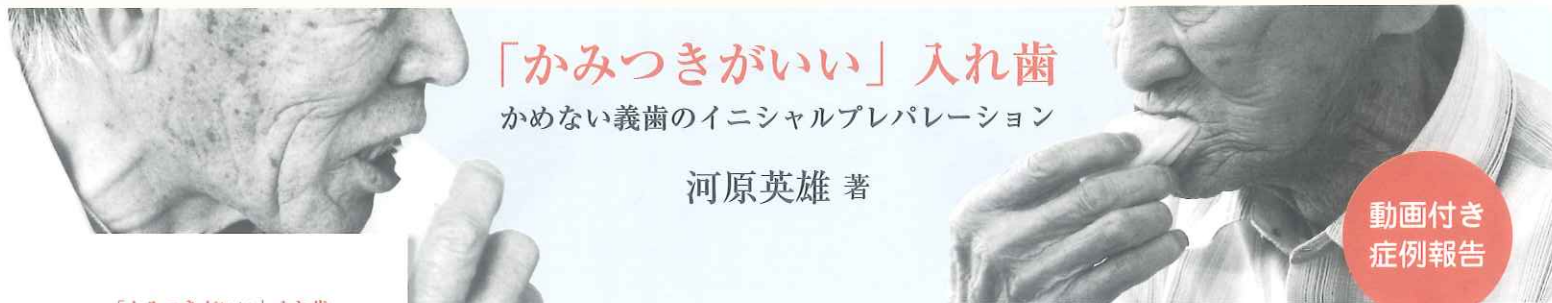 「かみつきがいい」入れ歯
かめない義歯のイニシャルプレパレーション
河原英雄 著
動画付き
症例報告